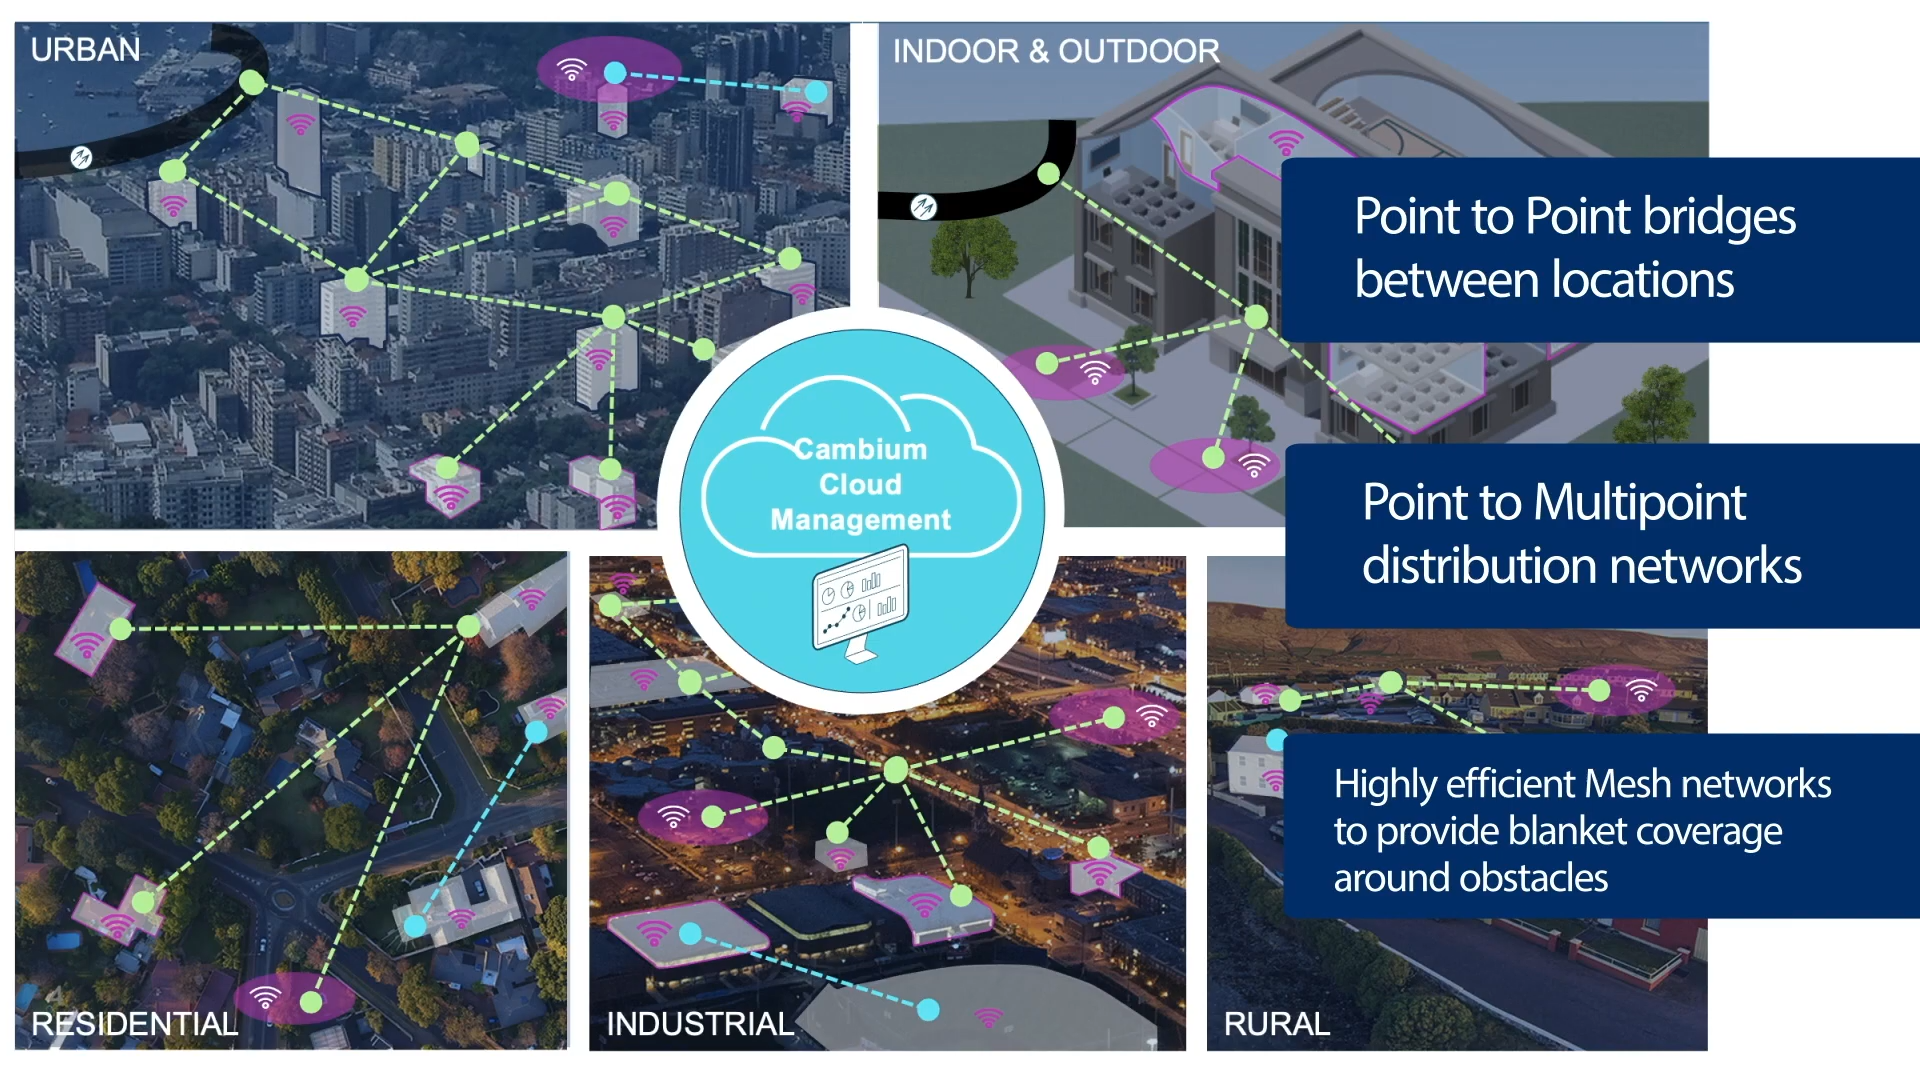 URBAN
INDOOR & OUTDOOR
Point to Point bridges
between locations
Cambium
Cloud
Management
Point to Multipoint
distribution networks
Highly efficient Mesh networks
to provide blanket coverage
around obstacles
RESIDENTIAL
INDUSTRIAL
RURAL